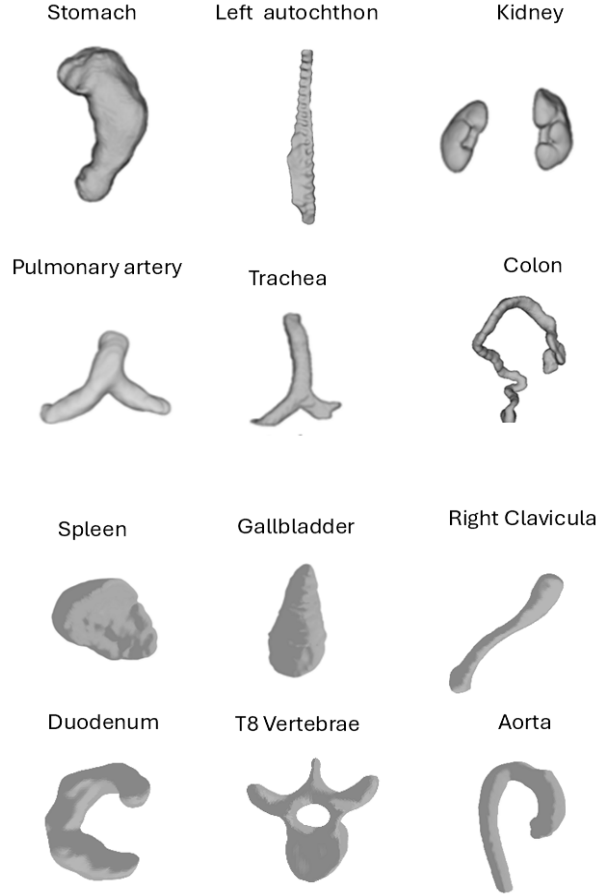 Stomach
Left autochthon
Kidney
Pulmonary artery
Trachea
Colon
Spleen
Gallbladder
Right Clavicula
Duodenum
T8 Vertebrae
Aorta